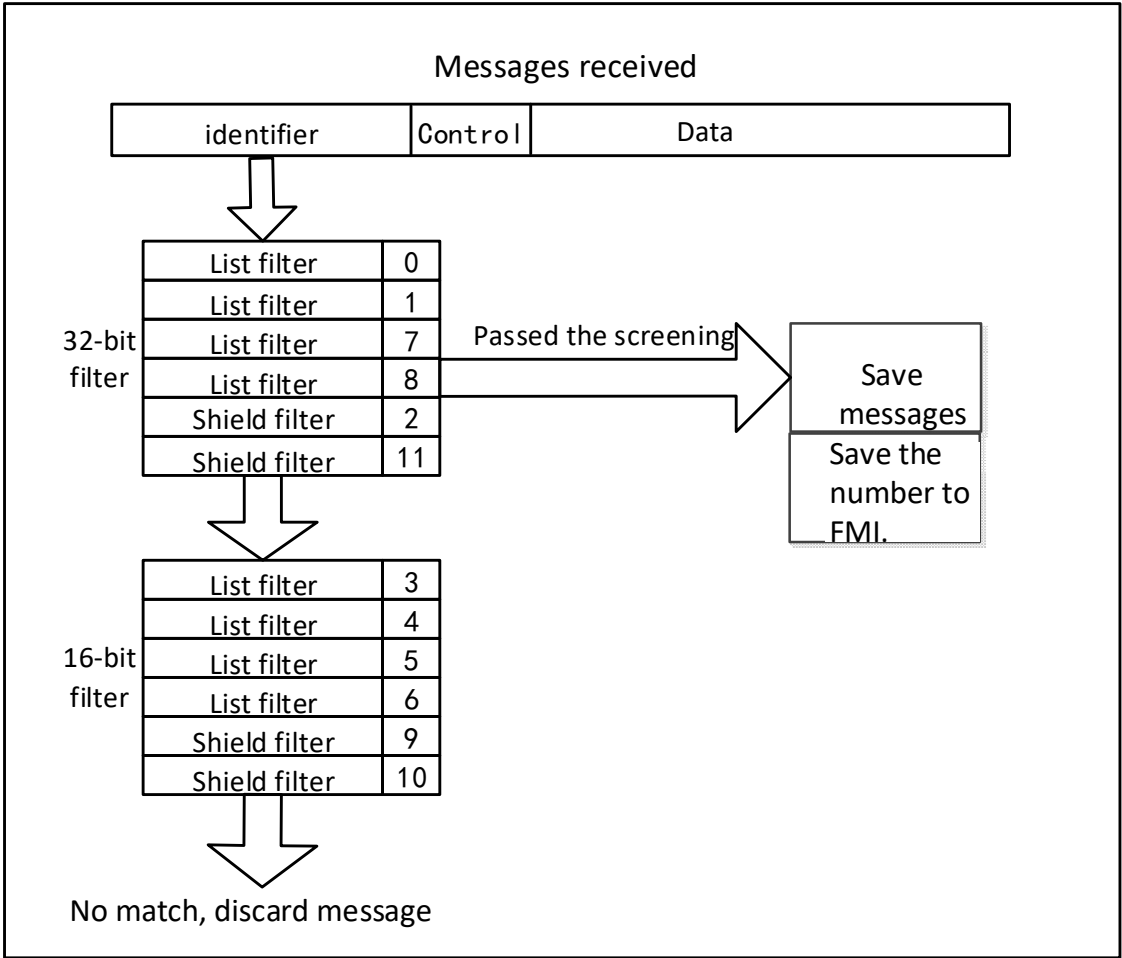 Messages received
identifier Control Data
List filter 0
List filter 1
32-bit filter
List filter 7
List filter 8
Shield filter 2
Shield filter 11
Passed the screening
Save
messages
Save the
number to
FMI.
List filter 3
List filter 4
16-bit
filter
List filter 5
List filter 6
Shield filter 9
Shield filter 10
No match, discard message